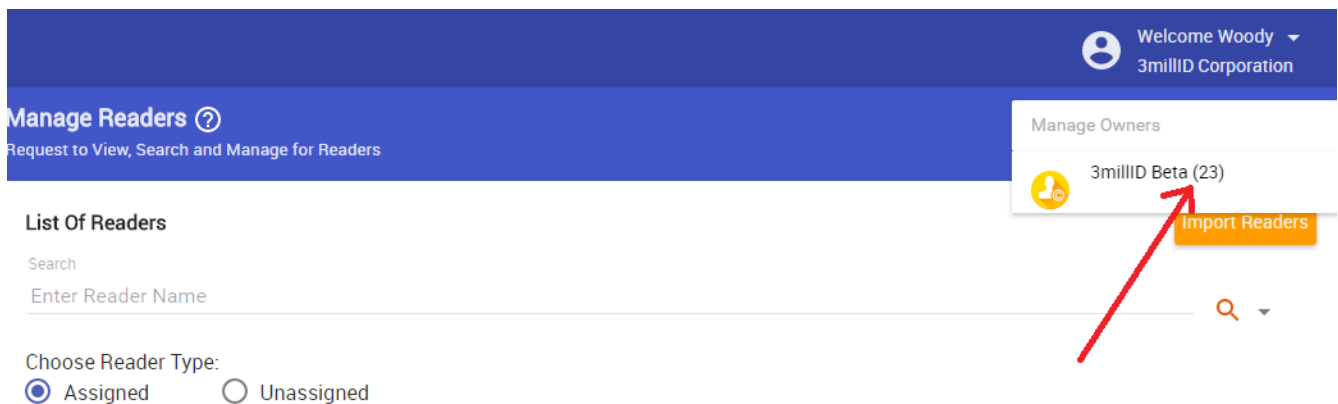 Welcome Woody
3millID Corporation
Manage Readers
Request to View, Search and Manage for Readers
Manage Owners
3millID Beta (23)
List Of Readers
Import Readers
Search
Enter Reader Name
Choose Reader Type:
Assigned Unassigned